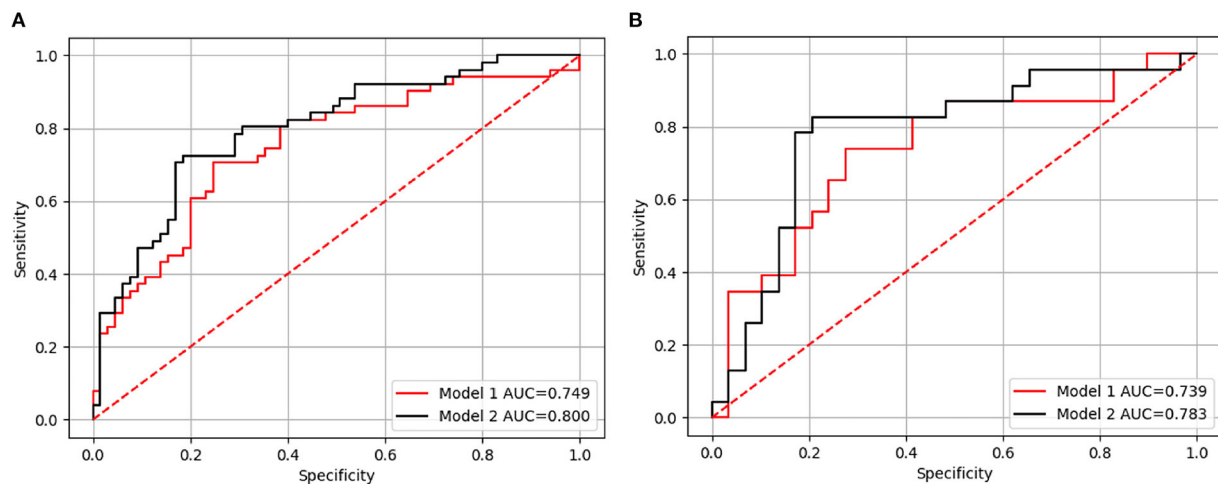 A
1.0
0.8
0.6
0.4
0.2
0.0
Sensitivity
Model 1 AUC=0.749
Model 2 AUC=0.800
0.0 0.2 0.4 0.6 0.8 1.0
Specificity
B
1.0
0.8
0.6
0.4
0.2
0.0
Sensitivity
Model 1 AUC=0.739
Model 2 AUC=0.783
0.0 0.2 0.4 0.6 0.8 1.0
Specificity